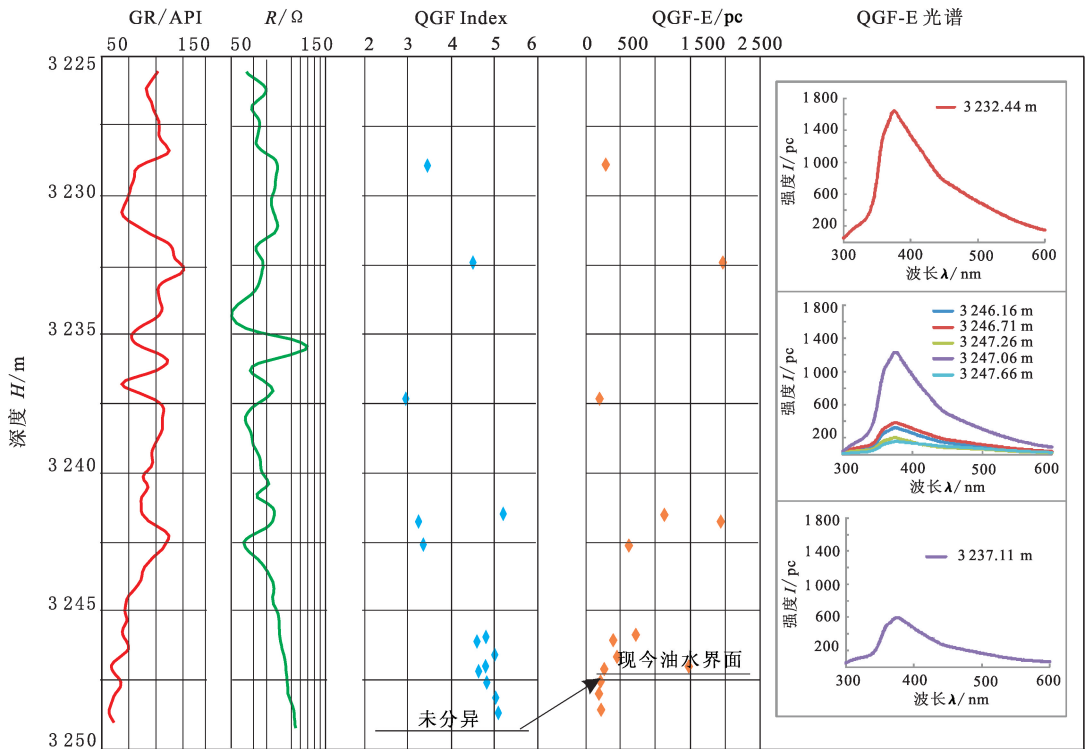 GR/API R/Ω QGF Index QGF-E/pc QGF-E 光谱
50 150 50 150 2 3 4 5 6 0 500 1 500 2 500
深度 H/m
3 225
3 230
3 235
3 240
3 245
3 250
现今油水界面
未分异
1 800
1 400
1 000
600
200
强度 I/pc
3 232.44 m
300 400 500 600
波长 λ/nm
1 800
1 400
1 000
600
200
强度 I/pc
3 246.16 m
3 246.71 m
3 247.26 m
3 247.06 m
3 247.66 m
300 400 500 600
波长 λ/nm
1 800
1 400
1 000
600
200
强度 I/pc
3 237.11 m
300 400 500 600
波长 λ/nm